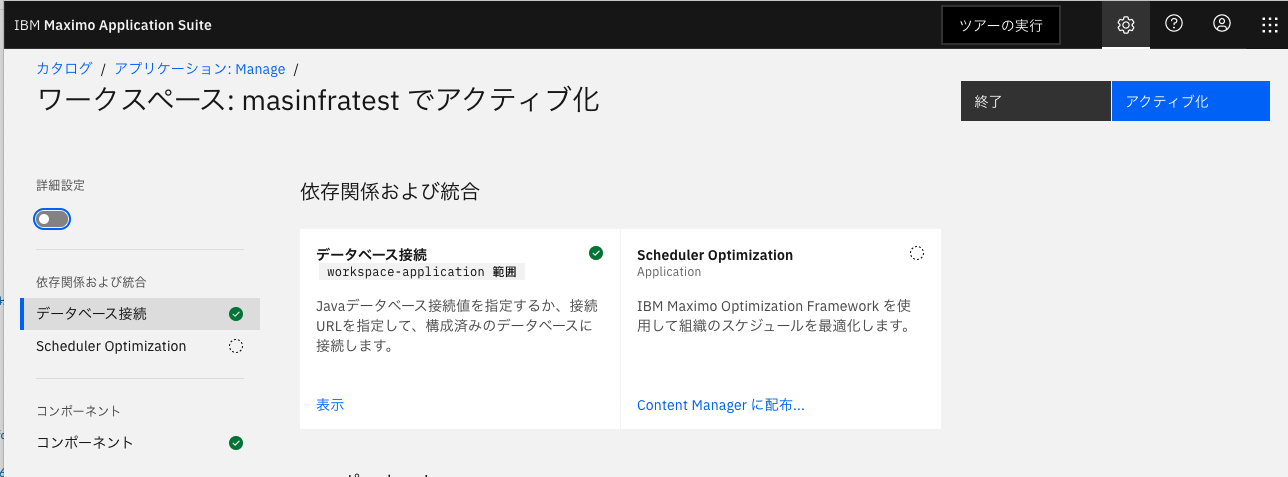 IBM Maximo Application Suite
ツアーの実行
カタログ / アプリケーション: Manage /
ワークスペース: masinfratest でアクティブ化
終了
アクティブ化
詳細設定
依存関係および統合
データベース接続
Scheduler Optimization
コンポーネント
コンポーネント
依存関係および統合
データベース接続
workspace-application 範囲
Javaデータベース接続値を指定するか、接続
URLを指定して、構成済みのデータベースに
接続します。
表示
Scheduler Optimization
Application
IBM Maximo Optimization Framework を使
用して組織のスケジュールを最適化します。
Content Manager に配布...